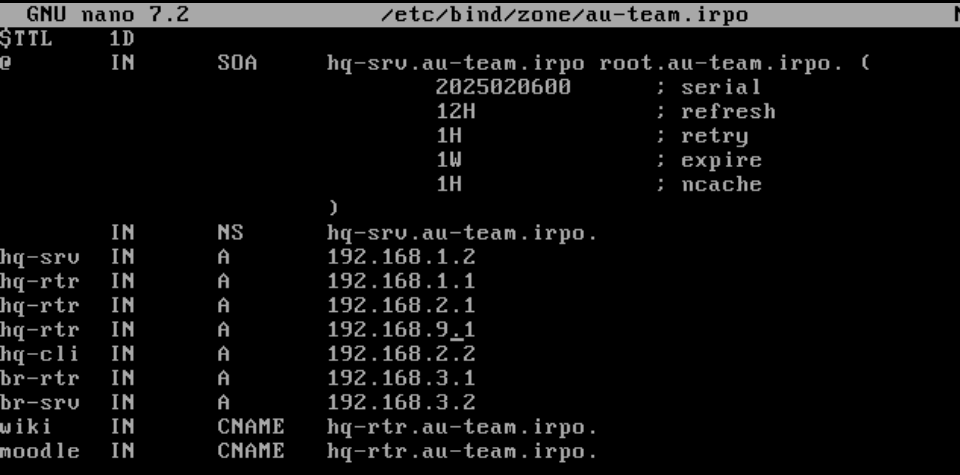 GNU nano 7.2 /etc/bind/zone/au-team.irpo
$TTL 1D
@ IN SOA hq-srv.au-team.irpo root.au-team.irpo. (
2025020600 ; serial
12H ; refresh
1H ; retry
1W ; expire
1H ; ncache
)
IN NS hq-srv.au-team.irpo.
hq-srv IN A 192.168.1.2
hq-rtr IN A 192.168.1.1
hq-rtr IN A 192.168.2.1
hq-rtr IN A 192.168.9.1
hq-cli IN A 192.168.2.2
br-rtr IN A 192.168.3.1
br-srv IN A 192.168.3.2
wiki IN CNAME hq-rtr.au-team.irpo.
moodle IN CNAME hq-rtr.au-team.irpo.